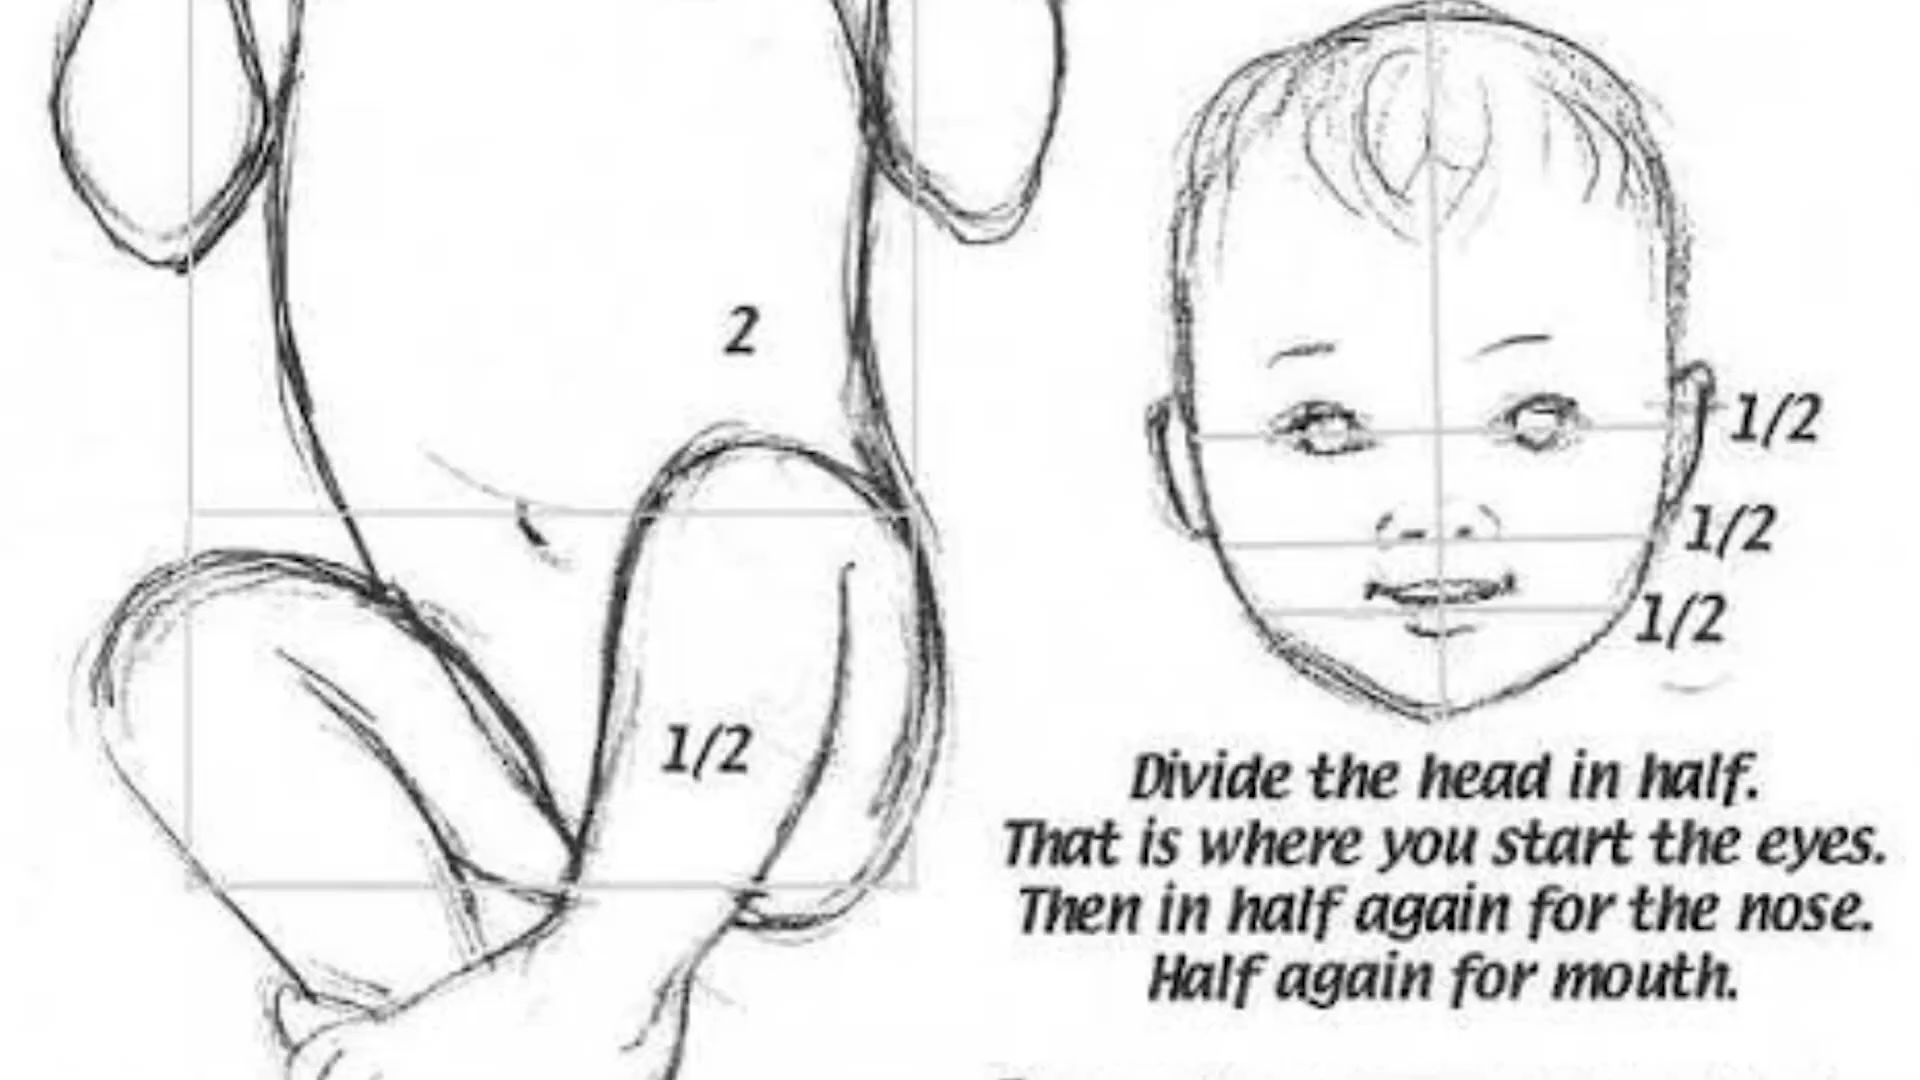 2
1/2
1/2
1/2
1/2
Divide the head in half.
That is where you start the eyes.
Then in half again for the nose.
Half again for mouth.